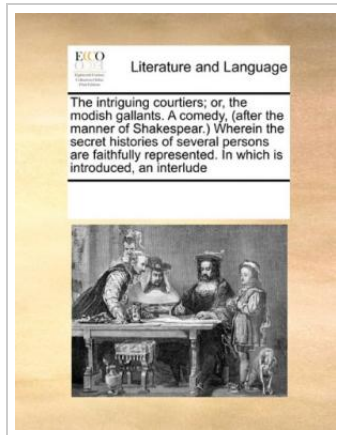 ECCO
Literature and Language
The intriguing courtiers; or, the
modish gallants. A comedy, (after the
manner of Shakespear.) Wherein the
secret histories of several persons
are faithfully represented. In which is
introduced, an interlude